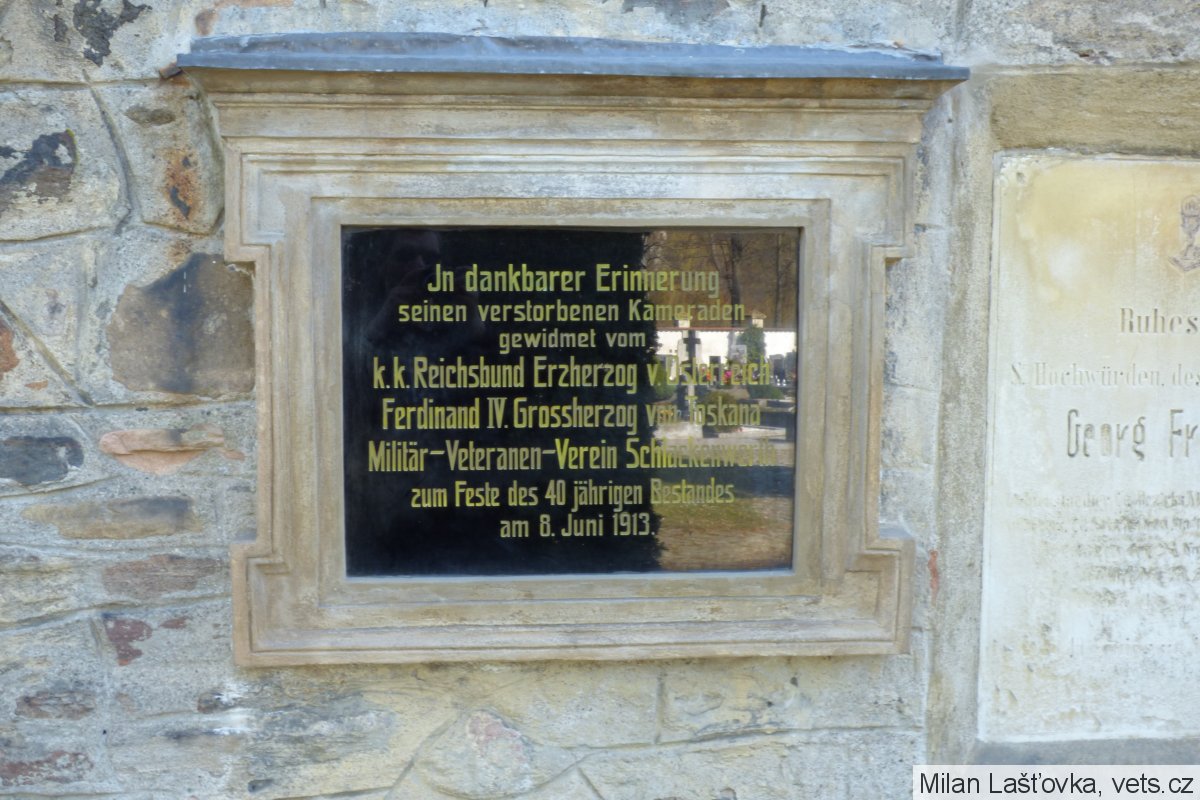 Jn dankbarer Erinnerung
seinen verstorbenen Kameraden
gewidmet vom
k. k. Reichsbund Erzherzog v. Österreich
Ferdinand IV. Grossherzog von Toskana
Militär-Veteranen-Verein Schlackenwerth
zum Feste des 40 jährigen Bestandes
am 8. Juni 1913.
Ruhes
S. Hochwürden, des
Georg Fr
Milan Lašťovka, vets.cz